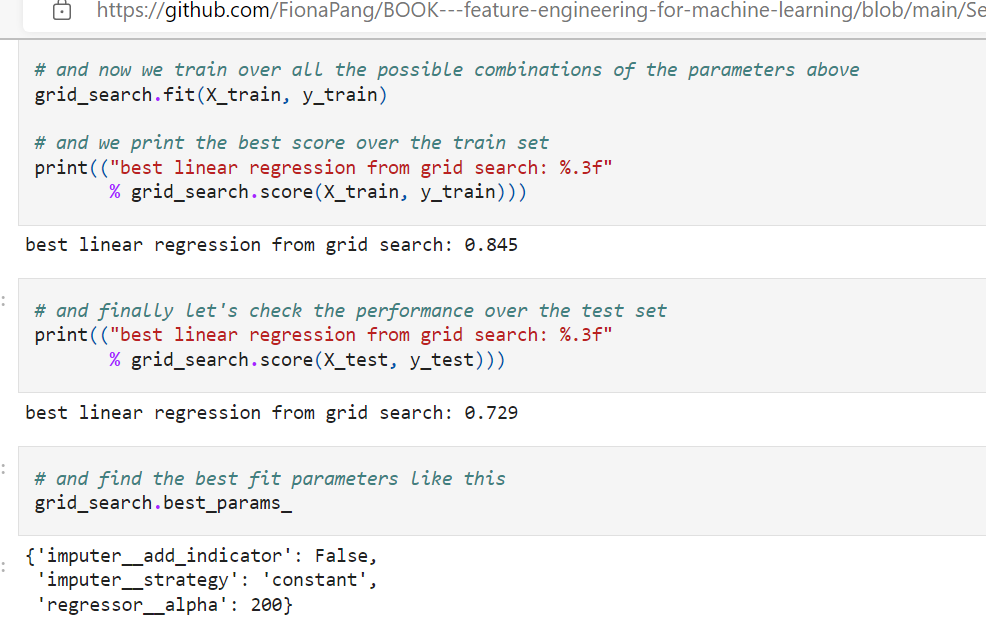 https://github.com/FionaPang/BOOK---feature-engineering-for-machine-learning/blob/main/Se
# and now we train over all the possible combinations of the parameters above
grid_search.fit(X_train, y_train)
# and we print the best score over the train set
print(("best linear regression from grid search: %.3f"
% grid_search.score(X_train, y_train)))
best linear regression from grid search: 0.845
:
# and finally let's check the performance over the test set
print(("best linear regression from grid search: %.3f"
% grid_search.score(X_test, y_test)))
best linear regression from grid search: 0.729
:
# and find the best fit parameters like this
grid_search.best_params_
:
{'imputer__add_indicator': False,
'imputer__strategy': 'constant',
'regressor__alpha': 200}